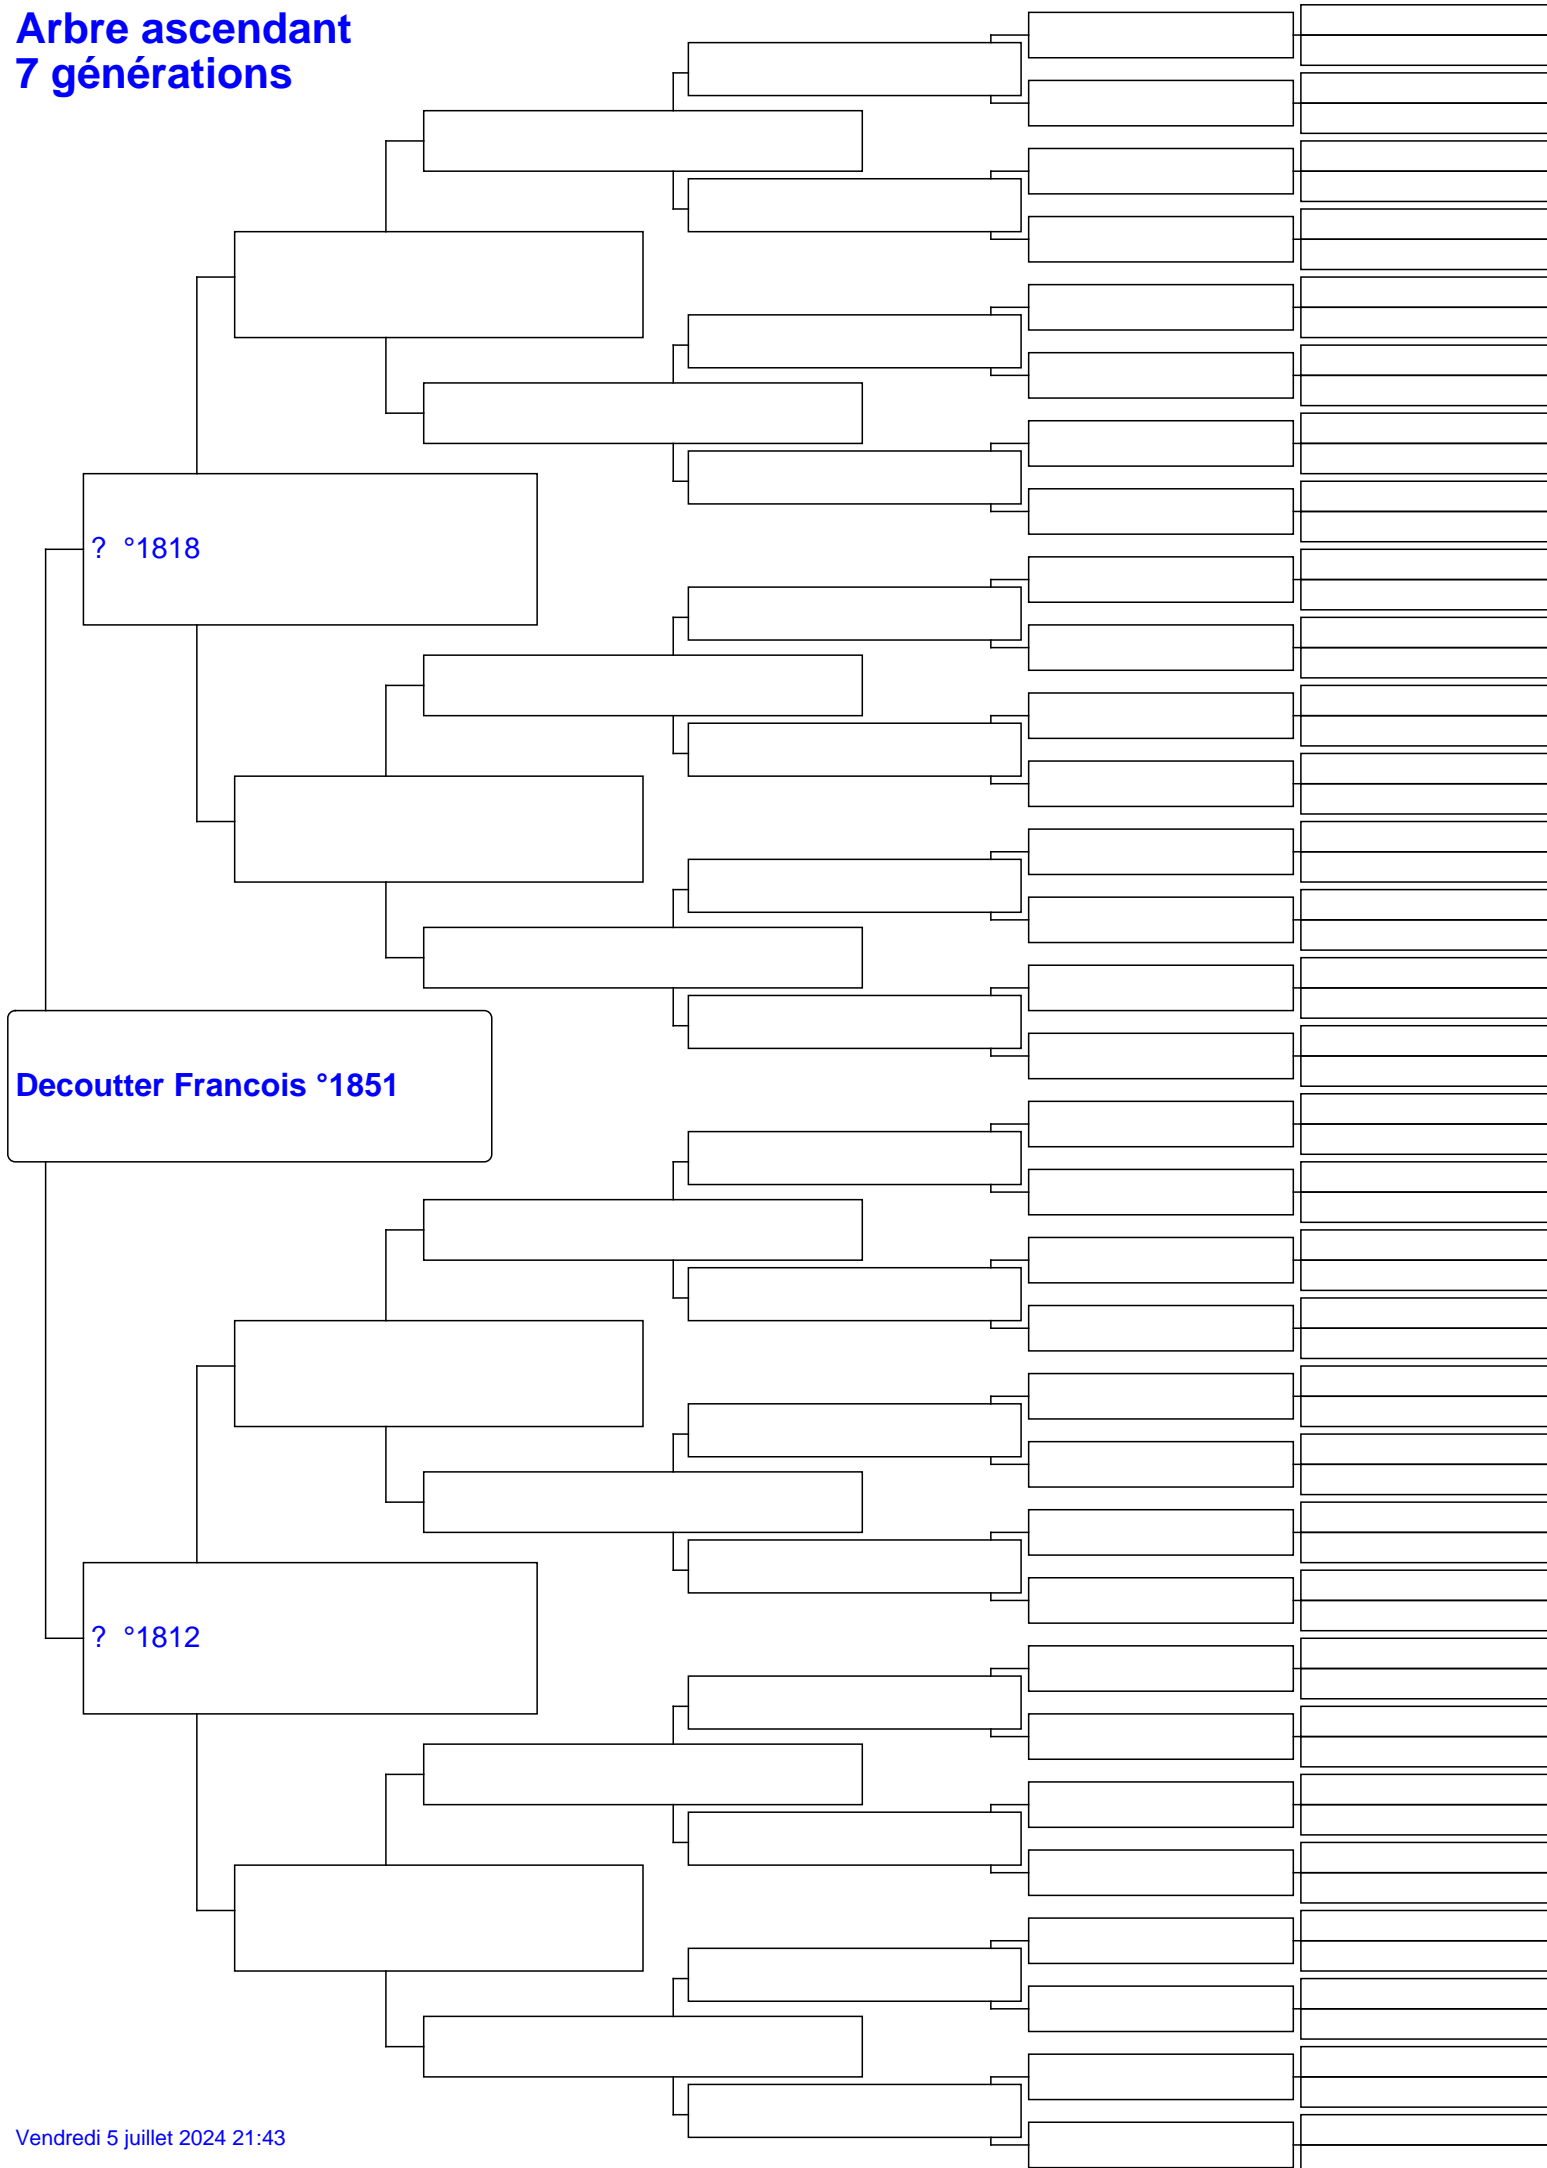 Arbre ascendant
7 générations
? °1818
Decoutter Francois °1851
? °1812
Vendredi 5 juillet 2024 21:43